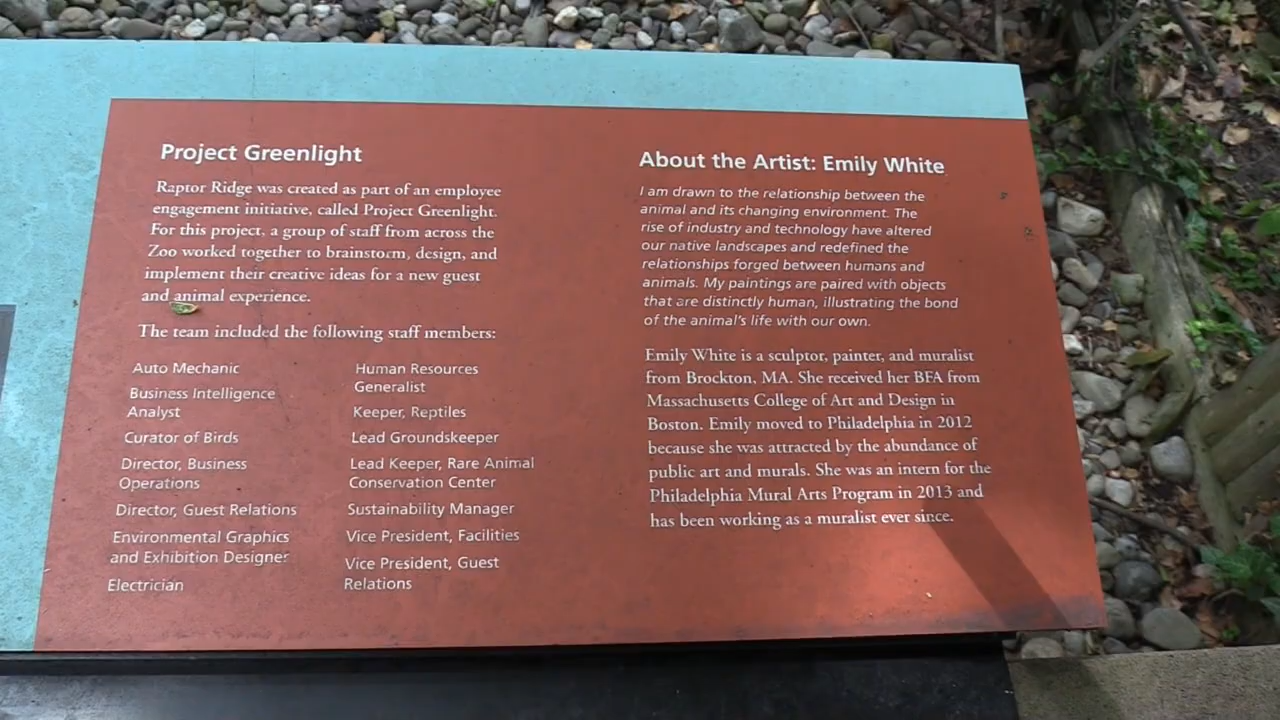 Project Greenlight
Raptor Ridge was created as part of an employee
engagement initiative, called Project Greenlight.
For this project, a group of staff from across the
Zoo worked together to brainstorm, design, and
implement their creative ideas for a new guest
and animal experience.
The team included the following staff members:
Auto Mechanic
Business Intelligence
Analyst
Curator of Birds
Director, Business
Operations
Director, Guest Relations
Environmental Graphics
and Exhibition Designer
Electrician
Human Resources
Generalist
Keeper, Reptiles
Lead Groundskeeper
Lead Keeper, Rare Animal
Conservation Center
Sustainability Manager
Vice President, Facilities
Vice President, Guest
Relations
About the Artist: Emily White
I am drawn to the relationship between the
animal and its changing environment. The
rise of industry and technology have altered
our native landscapes and redefined the
relationships forged between humans and
animals. My paintings are paired with objects
that are distinctly human, illustrating the bond
of the animal's life with our own.
Emily White is a sculptor, painter, and muralist
from Brockton, MA. She received her BFA from
Massachusetts College of Art and Design in
Boston. Emily moved to Philadelphia in 2012
because she was attracted by the abundance of
public art and murals. She was an intern for the
Philadelphia Mural Arts Program in 2013 and
has been working as a muralist ever since.